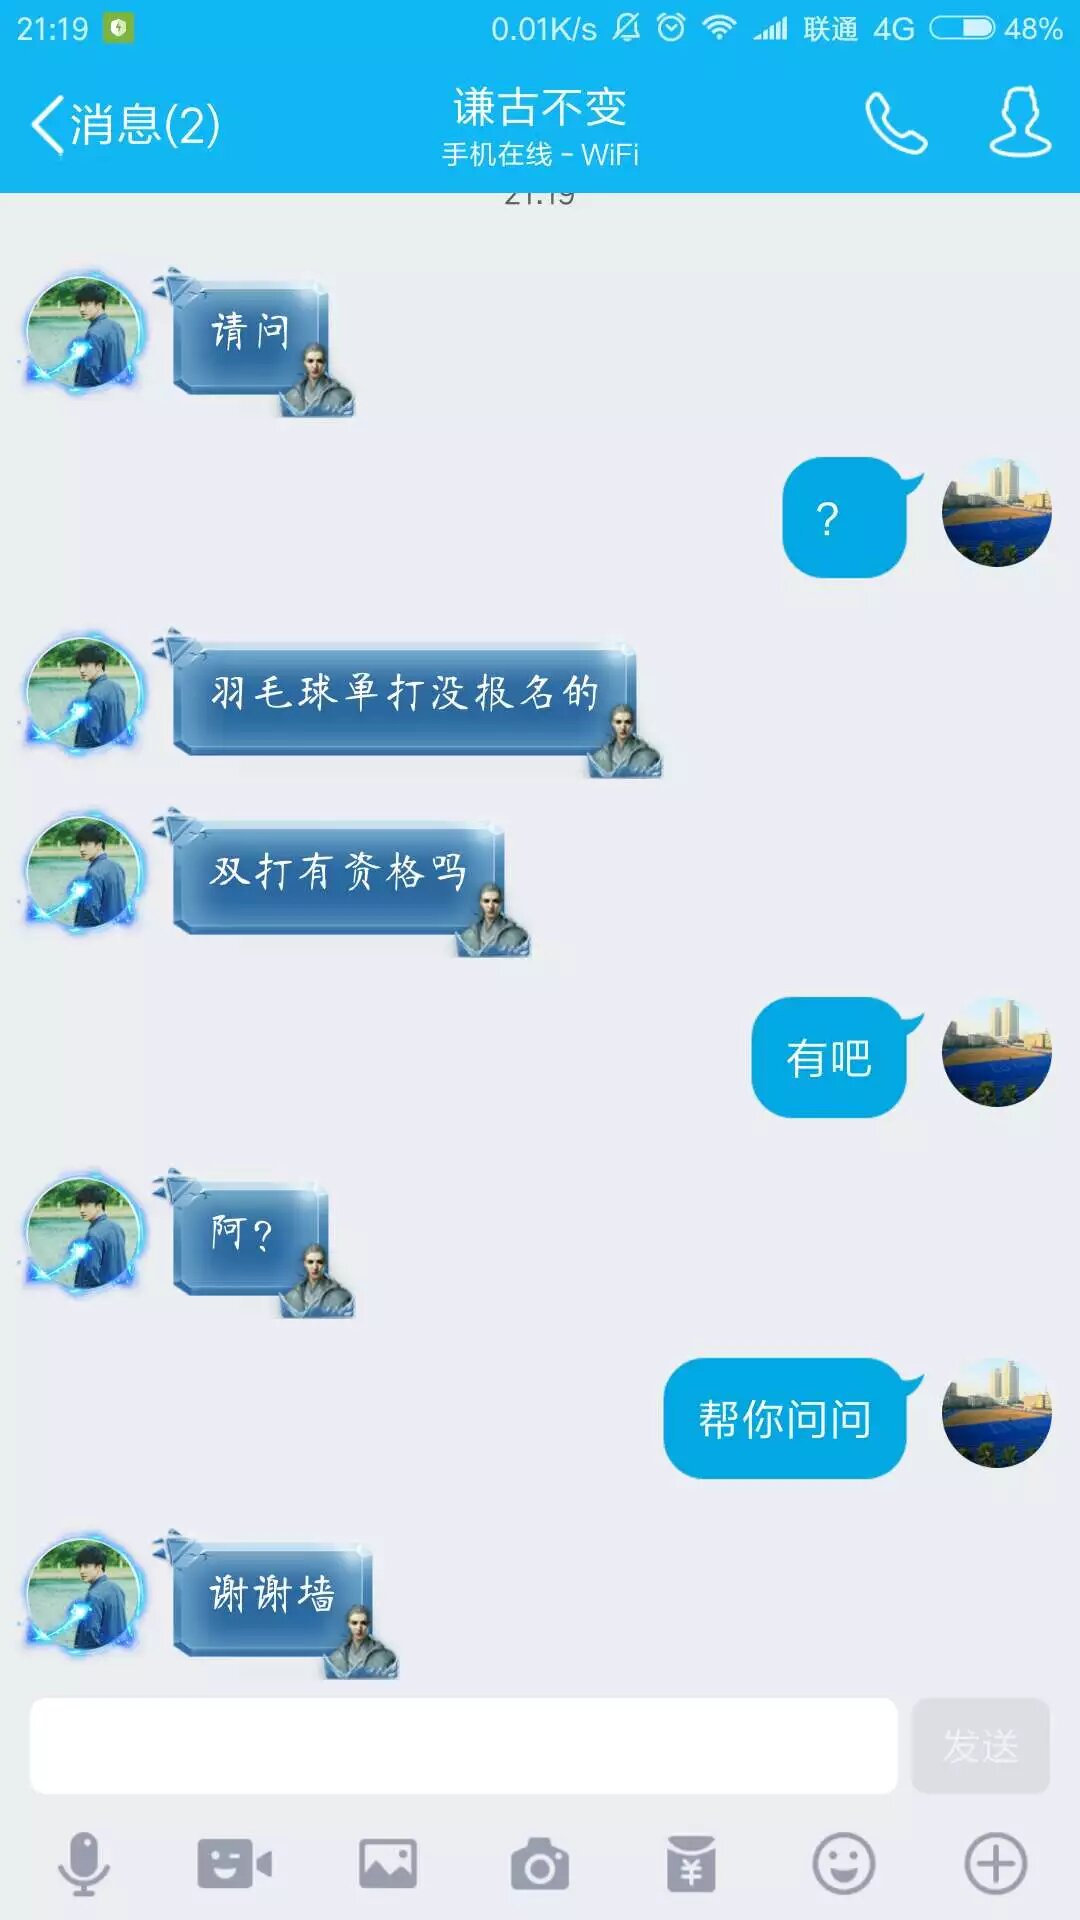 21:19 0.01K/s 联通 4G 48%
消息(2)
谦古不变
手机在线 - WiFi
21:19
请问
?
羽毛球单打没报名的
双打有资格吗
有吧
阿?
帮你问问
谢谢墙
发送